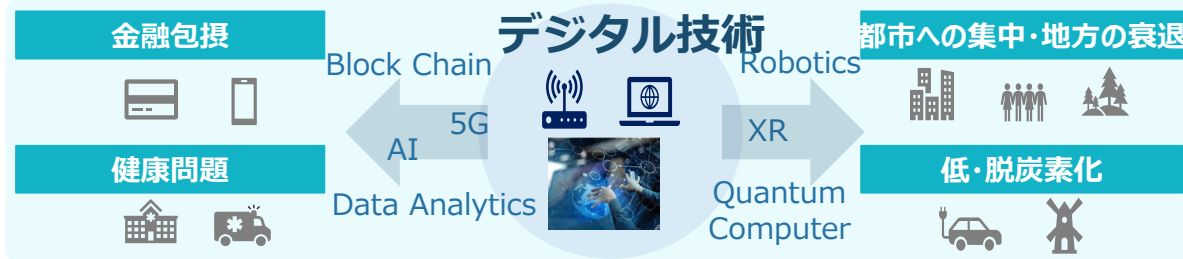 金融包摂
デジタル技術
都市への集中・地方の衰退
Block Chain
Robotics
5G
XR
AI
健康問題
低・脱炭素化
Data Analytics
Quantum
Computer